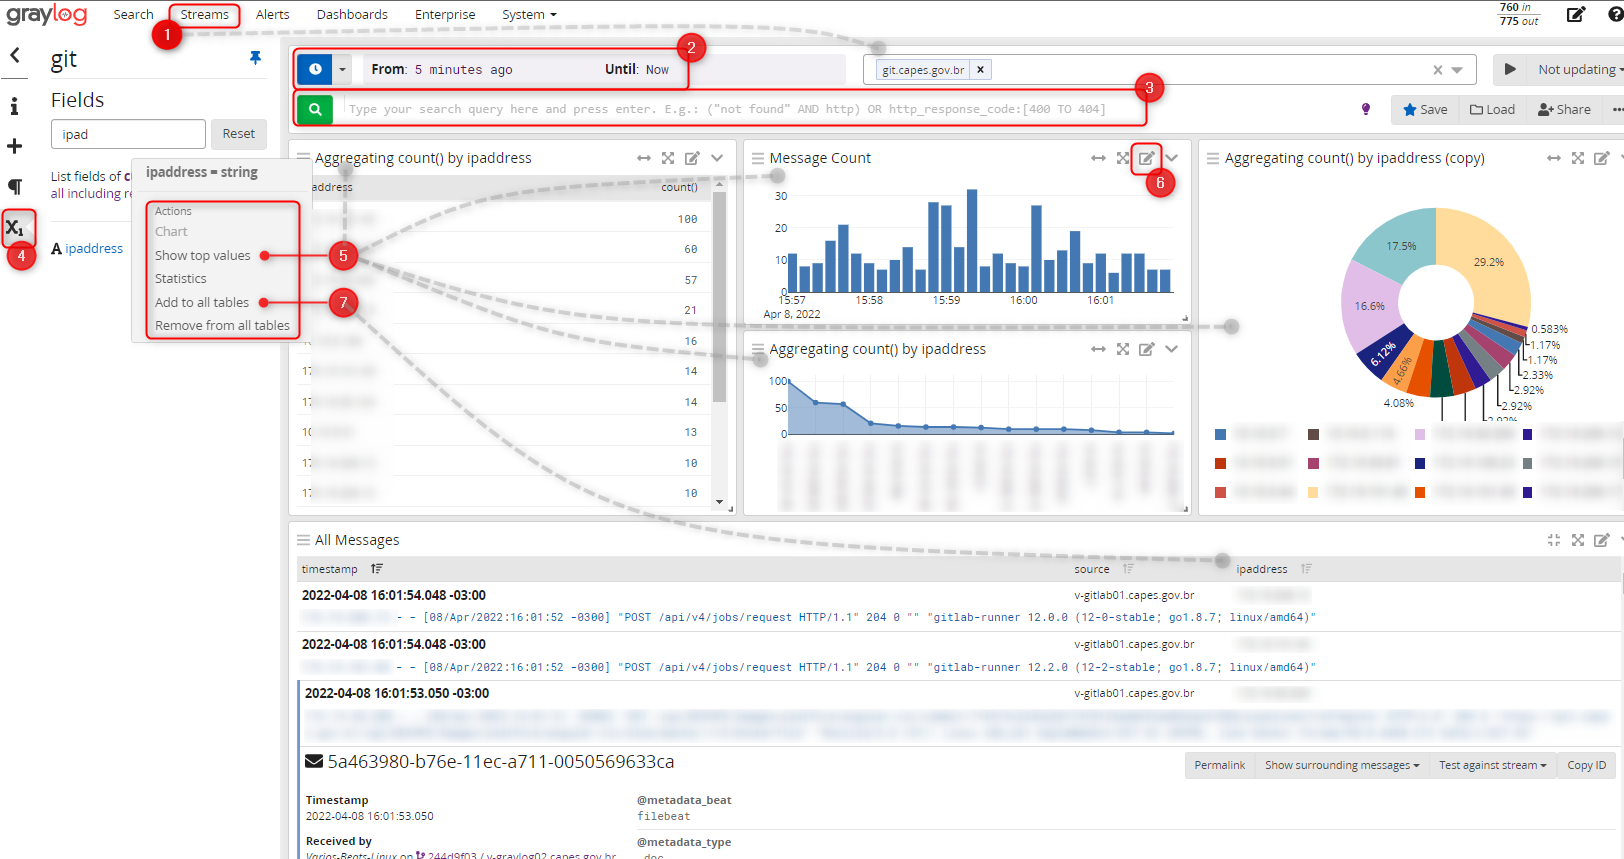 graylog Search Streams Alerts Dashboards Enterprise System 760 in
775 out
1
git
2
From: 5 minutes ago Until: Now
git.capes.gov.br
Not updating
Fields
3
Type your search query here and press enter. E.g.: ("not found" AND http) OR http_response_code:[400 TO 404]
Save Load Share
ipad Reset
List fields of c
all including re
ipaddress = string
Actions
Chart
Show top values
Statistics
Add to all tables
Remove from all tables
4
5
7
A ipaddress
Aggregating count() by ipaddress
address count()
100
60
57
21
16
14
14
13
10
10
Message Count
6
30
20
10
0
15:57 15:58 15:59 16:00 16:01
Apr 8, 2022
Aggregating count() by ipaddress
100
50
0
Aggregating count() by ipaddress (copy)
17.5%
29.2%
16.6%
6.12%
4.66%
4.08%
0.583%
1.17%
1.17%
2.33%
2.92%
2.92%
2.92%
All Messages
timestamp source ipaddress
2022-04-08 16:01:54.048 -03:00 v-gitlab01.capes.gov.br
- - [08/Apr/2022:16:01:52 -0300] "POST /api/v4/jobs/request HTTP/1.1" 204 0 "" "gitlab-runner 12.0.0 (12-0-stable; go1.8.7; linux/amd64)"
2022-04-08 16:01:54.048 -03:00 v-gitlab01.capes.gov.br
- - [08/Apr/2022:16:01:52 -0300] "POST /api/v4/jobs/request HTTP/1.1" 204 0 "" "gitlab-runner 12.2.0 (12-2-stable; go1.8.7; linux/amd64)"
2022-04-08 16:01:53.050 -03:00 v-gitlab01.capes.gov.br
5a463980-b76e-11ec-a711-0050569633ca
Permalink Show surrounding messages Test against stream Copy ID
Timestamp
2022-04-08 16:01:53.050
Received by
Varios-Beats-Linux on 244d9f03 / v-graylog02.capes.gov.br
@metadata_beat
filebeat
@metadata_type
_doc